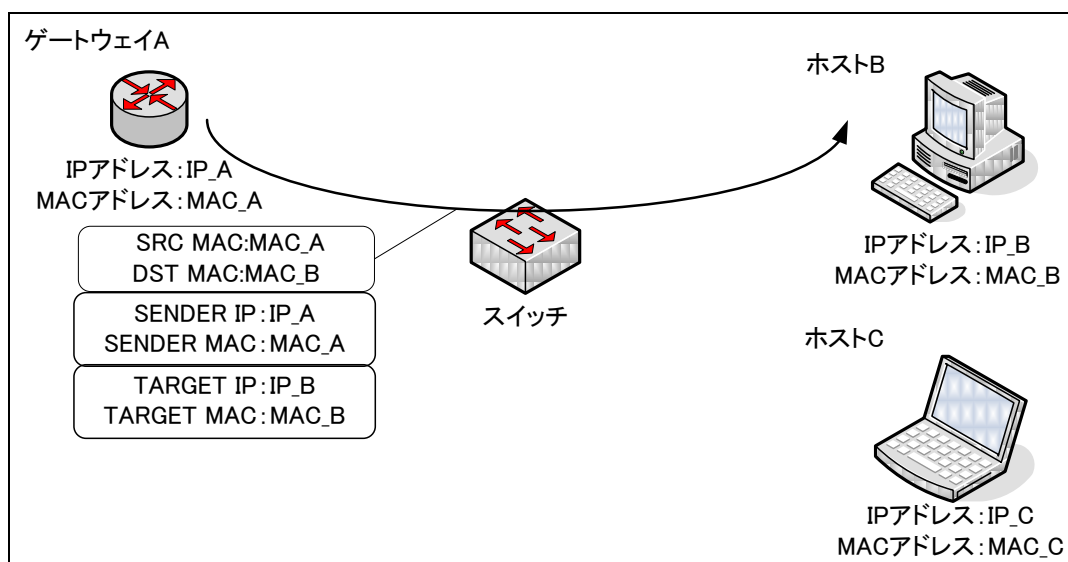 ゲートウェイA
IPアドレス:IP_A
MACアドレス:MAC_A
SRC MAC:MAC_A
DST MAC:MAC_B
SENDER IP:IP_A
SENDER MAC:MAC_A
TARGET IP:IP_B
TARGET MAC:MAC_B
スイッチ
ホストB
IPアドレス:IP_B
MACアドレス:MAC_B
ホストC
IPアドレス:IP_C
MACアドレス:MAC_C